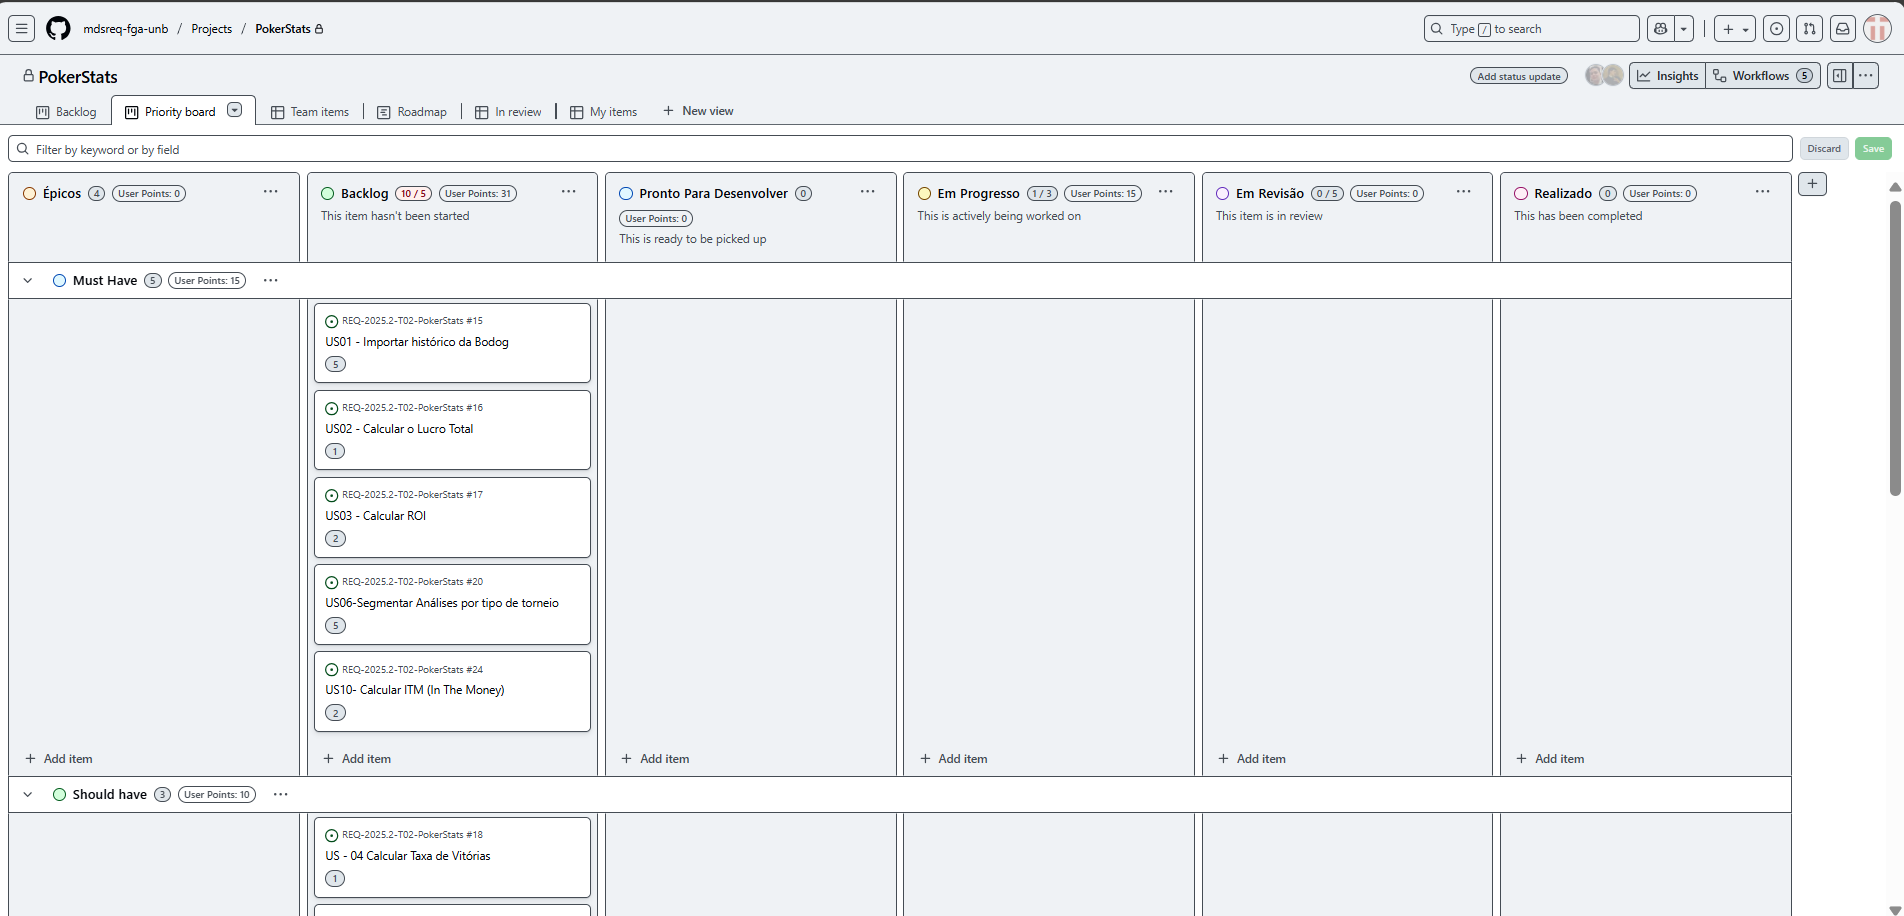 mdsreq-fga-unb / Projects / PokerStats
Type / to search
PokerStats
Add status update
Insights
Workflows 5
Backlog
Priority board
Team items
Roadmap
In review
My items
+ New view
Filter by keyword or by field
Discard
Save
Épicos 4 User Points: 0
Backlog 10 / 5 User Points: 31
This item hasn't been started
Pronto Para Desenvolver 0
User Points: 0
This is ready to be picked up
Em Progresso 1 / 3 User Points: 15
This is actively being worked on
Em Revisão 0 / 5 User Points: 0
This item is in review
Realizado 0 User Points: 0
This has been completed
Must Have 5 User Points: 15
REQ-2025.2-T02-PokerStats #15
US01 - Importar histórico da Bodog
5
REQ-2025.2-T02-PokerStats #16
US02 - Calcular o Lucro Total
1
REQ-2025.2-T02-PokerStats #17
US03 - Calcular ROI
2
REQ-2025.2-T02-PokerStats #20
US06-Segmentar Análises por tipo de torneio
5
REQ-2025.2-T02-PokerStats #24
US10- Calcular ITM (In The Money)
2
+ Add item
+ Add item
+ Add item
+ Add item
+ Add item
+ Add item
Should have 3 User Points: 10
REQ-2025.2-T02-PokerStats #18
US - 04 Calcular Taxa de Vitórias
1